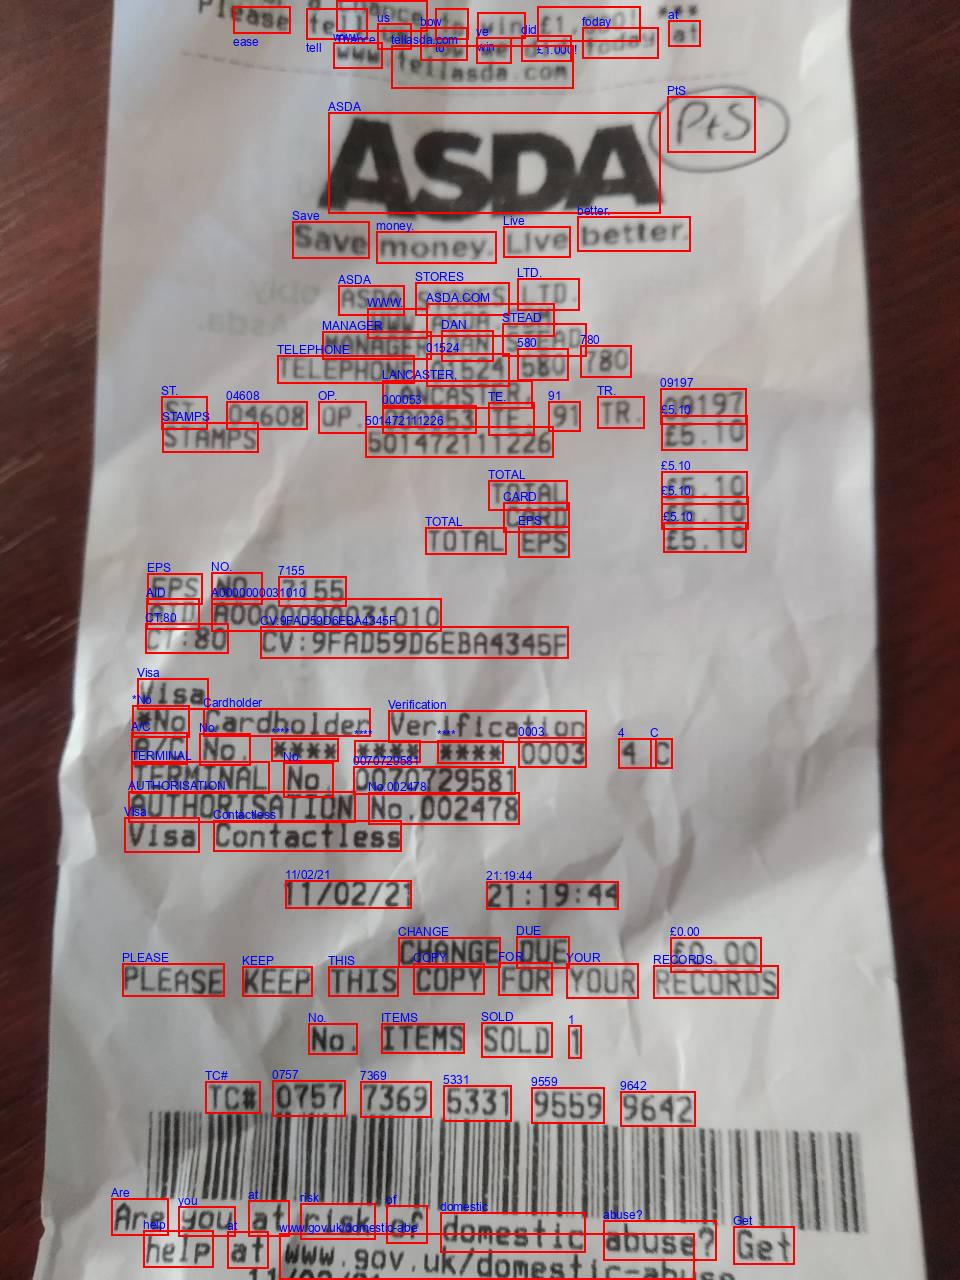 chance to win £1,000! ***
Please tell us how we did today at
www.tellasda.com
PtS
ASDA
Save money. Live better.
ASDA STORES LTD.
WWW.ASDA.COM
MANAGER DAN STEAD
TELEPHONE 01524 580 780
LANCASTER,
ST. 04608 OP. 000053 TE. 91 TR. 09197
STAMPS 501472111226 £5.10
TOTAL £5.10
CARD £5.10
TOTAL EPS £5.10
EPS NO. 7155
AID A0000000031010
CT:80 CV:9FAD59D6EBA4345F
Visa
*No Cardholder Verification
A/C No. **** **** **** 0003 4 C
TERMINAL No. 0070729581
AUTHORISATION No.002478
Visa Contactless
11/02/21 21:19:44
CHANGE DUE £0.00
PLEASE KEEP THIS COPY FOR YOUR RECORDS
No. ITEMS SOLD 1
TC# 0757 7369 5331 9559 9642
Are you at risk of domestic abuse? Get
help at www.gov.uk/domestic-abuse